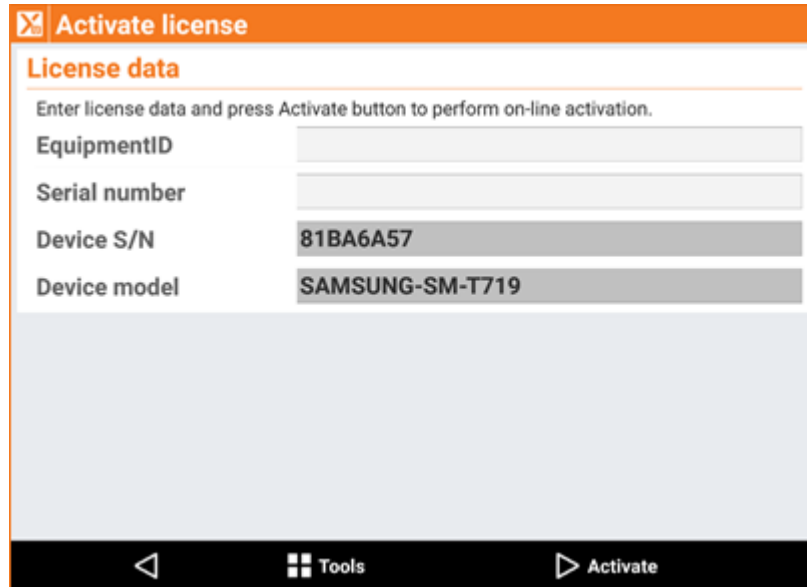 Activate license
License data
Enter license data and press Activate button to perform on-line activation.
EquipmentID
Serial number
Device S/N 81BA6A57
Device model SAMSUNG-SM-T719
Tools Activate